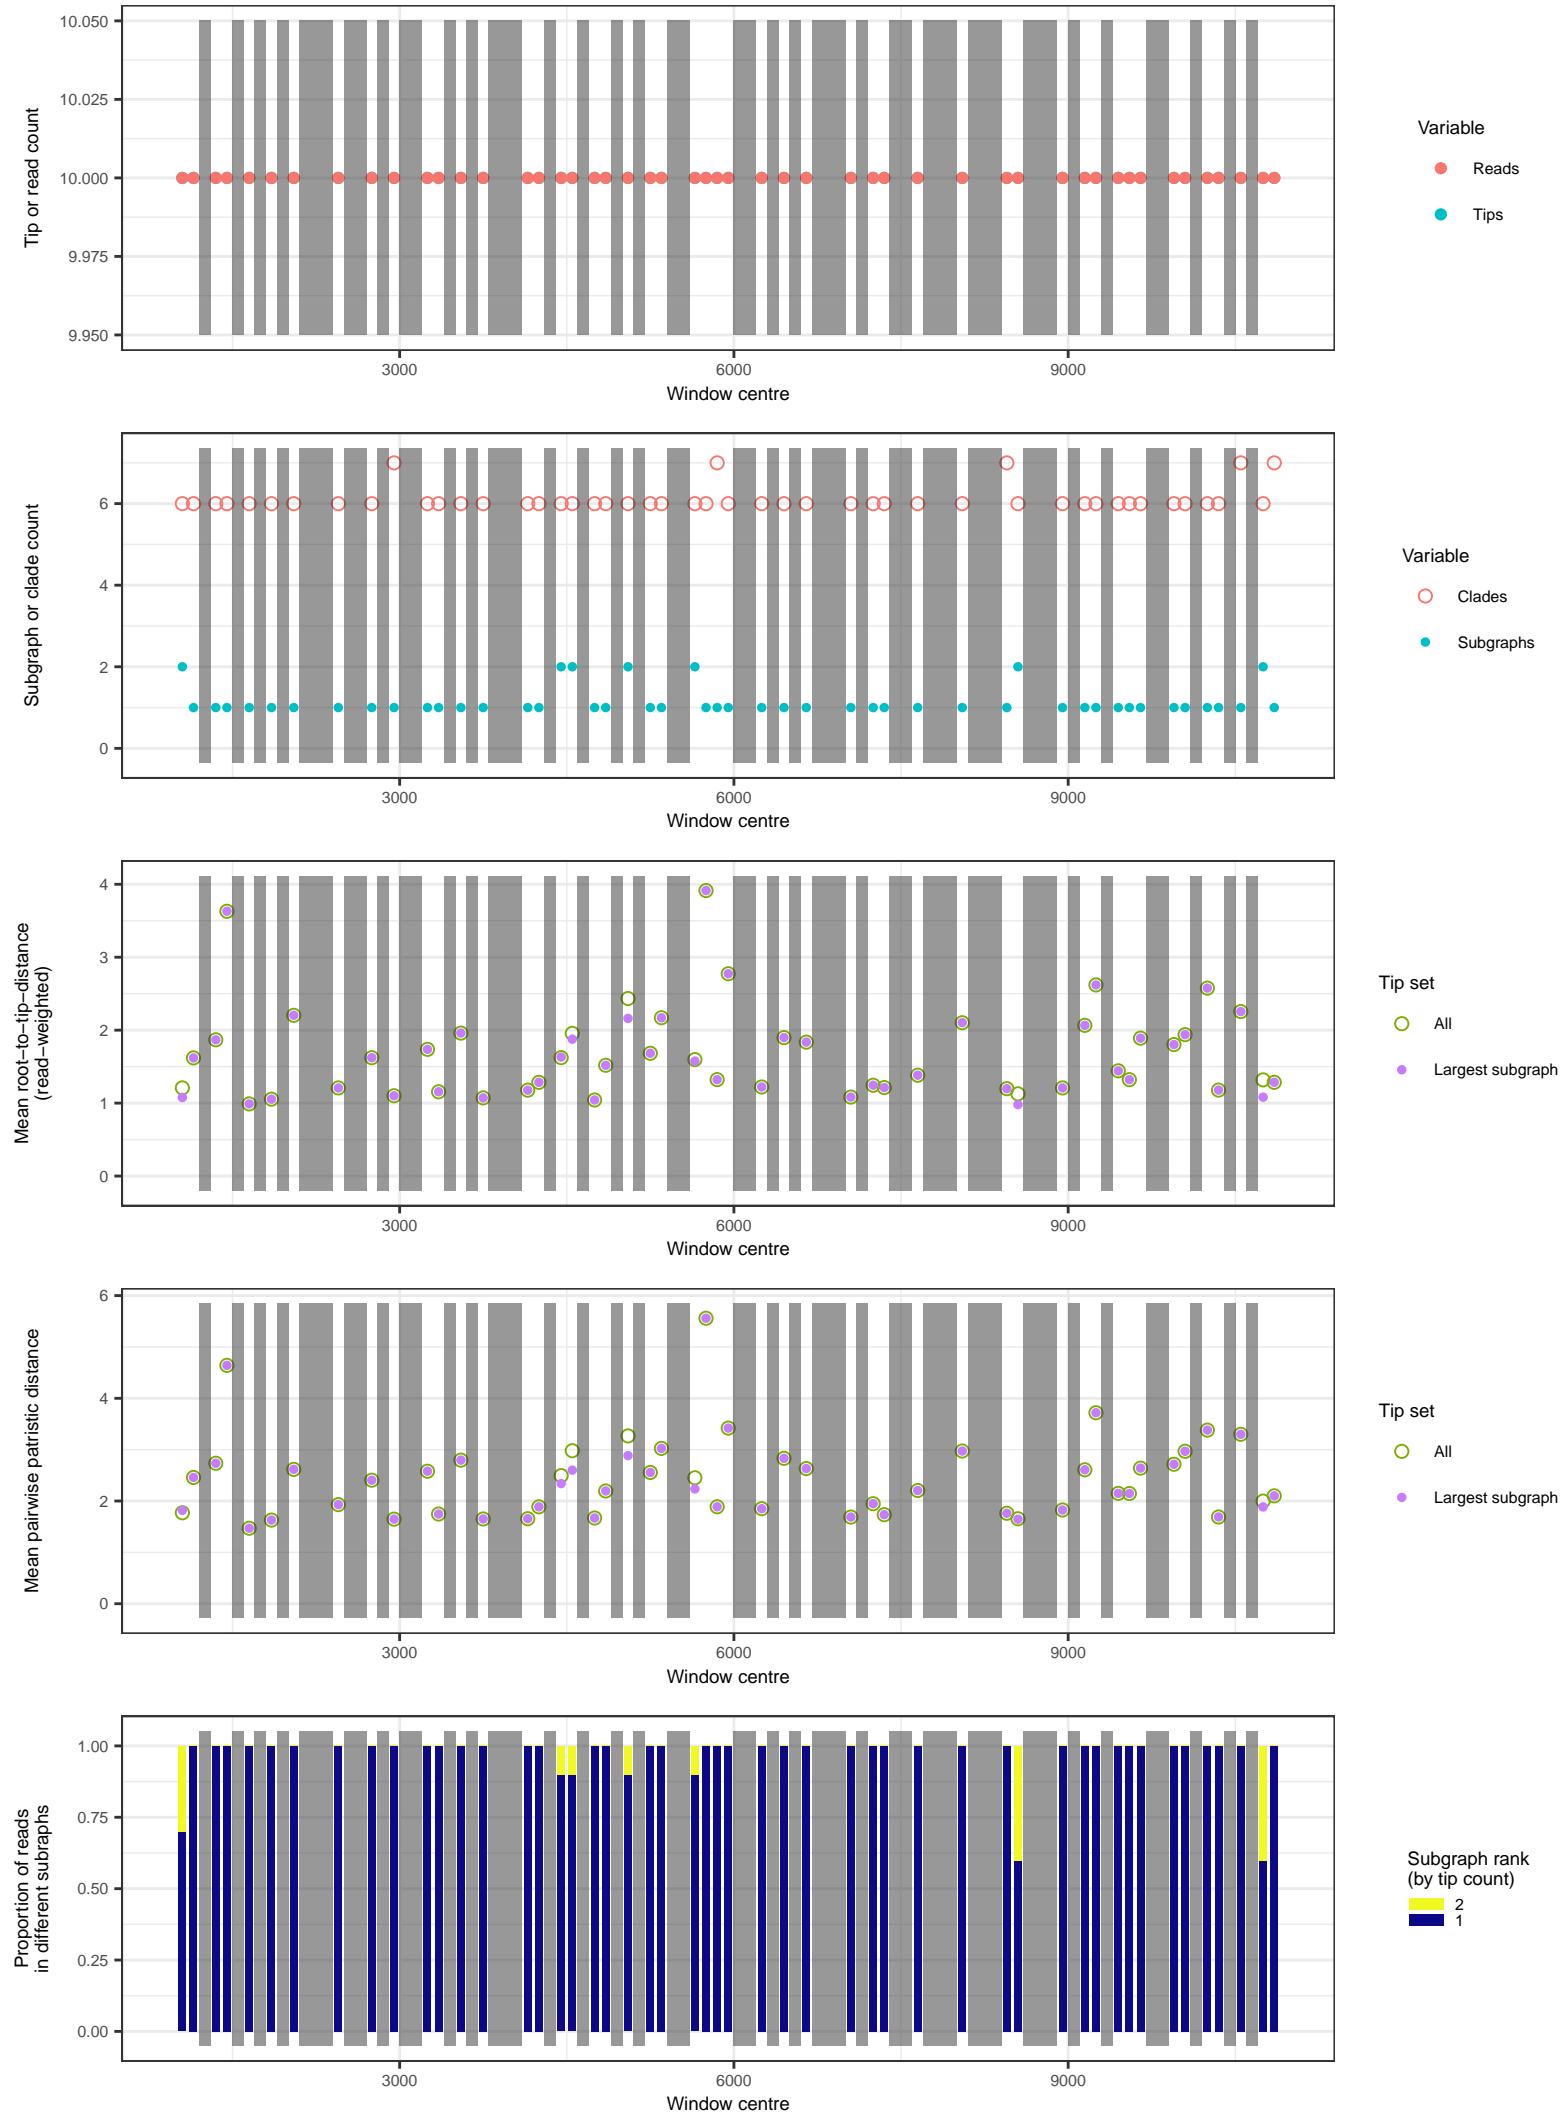 10.050
10.025
10.000
9.975
9.950
Tip or read count
3000
6000
9000
Window centre
Variable
Reads
Tips
6
4
2
0
Subgraph or clade count
3000
6000
9000
Window centre
Variable
Clades
Subgraphs
4
3
2
1
0
Mean root−to−tip−distance
(read−weighted)
3000
6000
9000
Window centre
Tip set
All
Largest subgraph
6
4
2
0
Mean pairwise patristic distance
3000
6000
9000
Window centre
Tip set
All
Largest subgraph
1.00
0.75
0.50
0.25
0.00
Proportion of reads
in different subraphs
3000
6000
9000
Window centre
Subgraph rank
(by tip count)
2
1